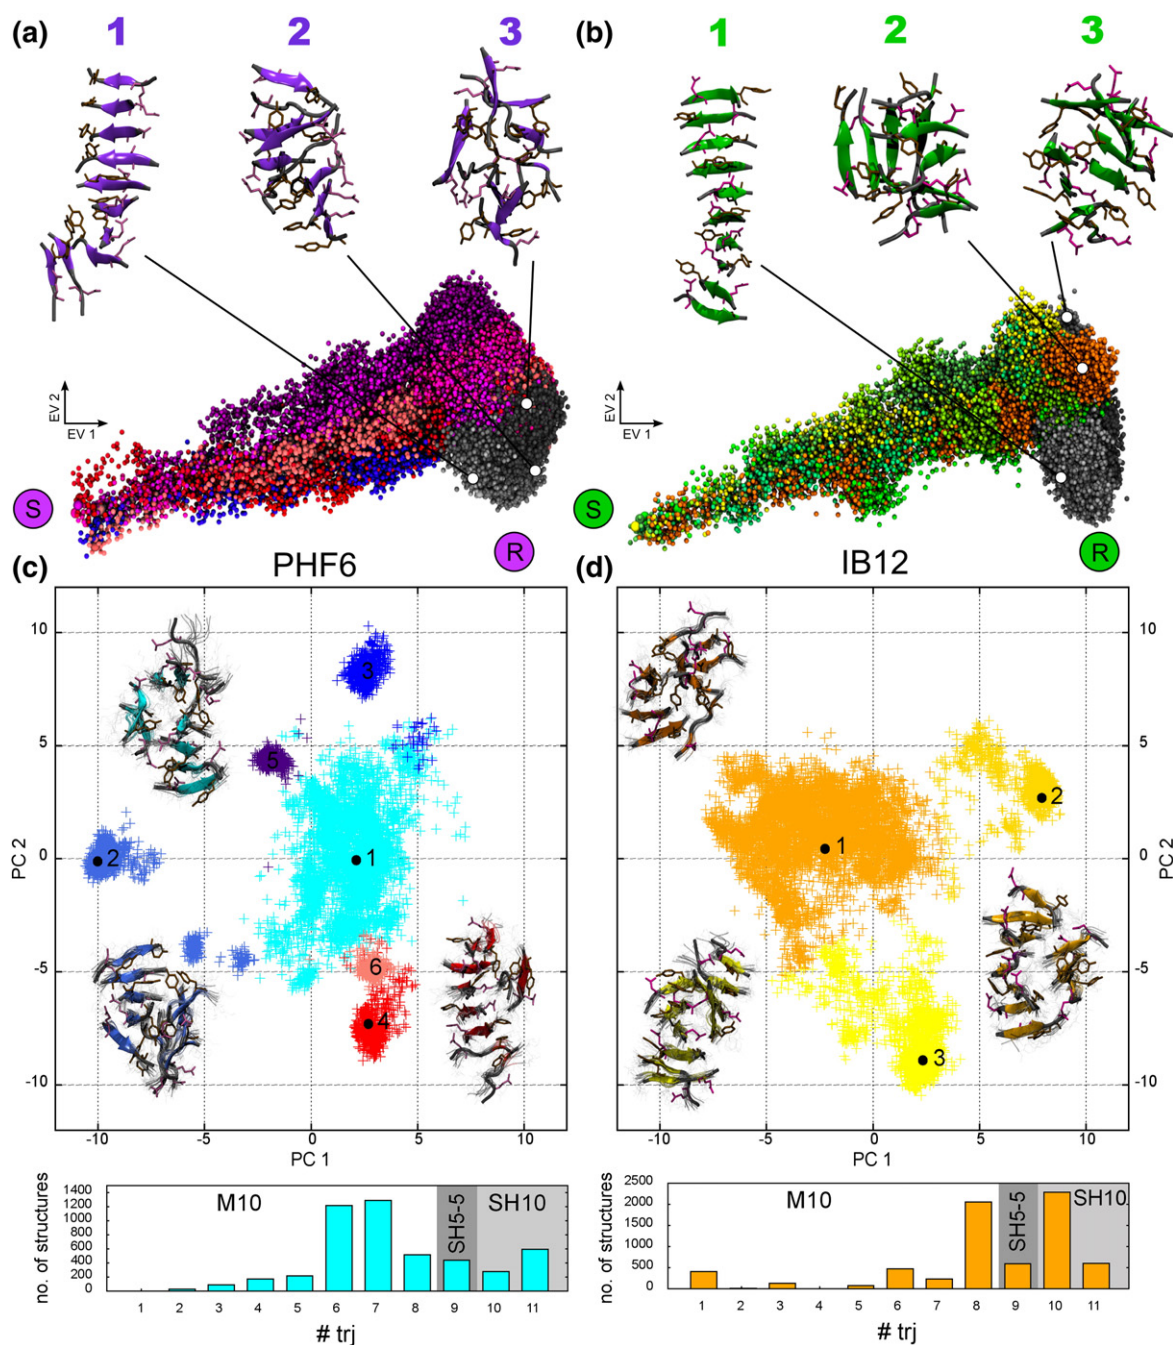 (a) 1 2 3
(b) 1 2 3
EV 2
EV 1
S
R
EV 2
EV 1
S
R
(c) PHF6
10
5
0
-5
-10
PC 2
3
5
2
1
6
4
-10 -5 0 5 10
PC 1
(d) IB12
10
5
0
-5
-10
PC 2
1
2
3
-10 -5 0 5 10
PC 1
no. of structures
1400
1200
1000
800
600
400
200
0
M10 SH5-5 SH10
1 2 3 4 5 6 7 8 9 10 11
# trj
no. of structures
2500
2000
1500
1000
500
0
M10 SH5-5 SH10
1 2 3 4 5 6 7 8 9 10 11
# trj